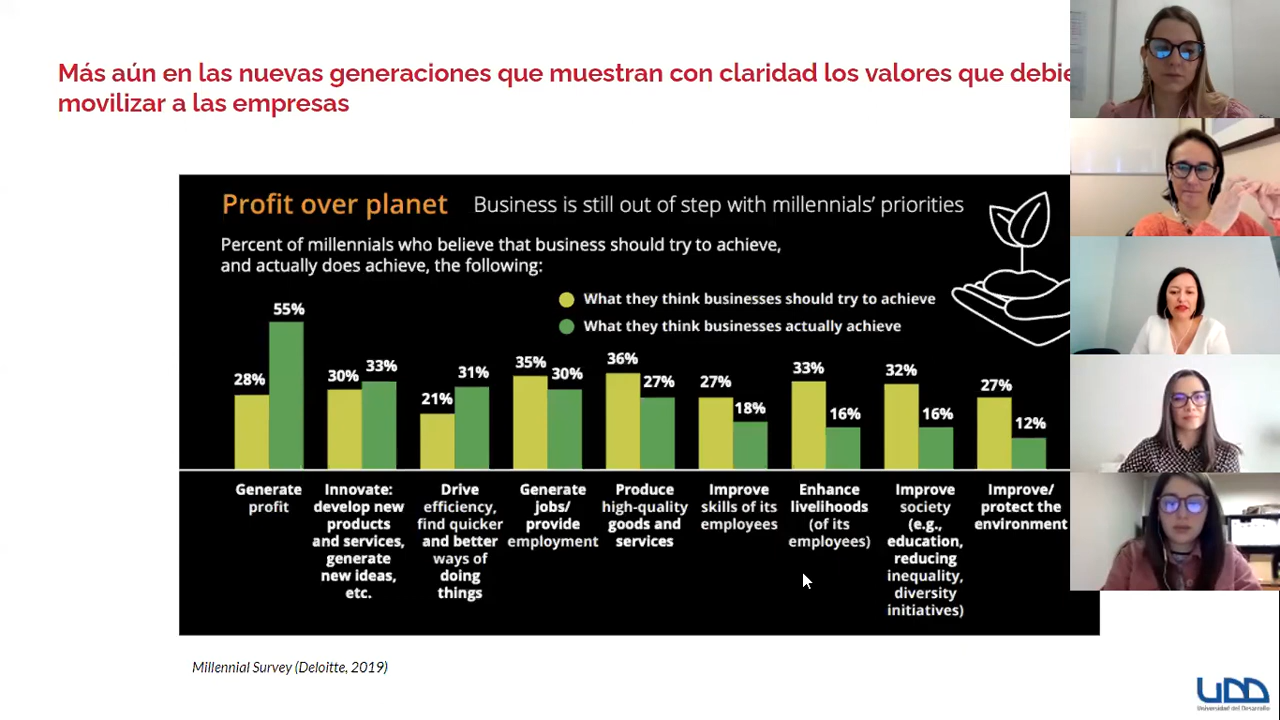 Más aún en las nuevas generaciones que muestran con claridad los valores que
movilizar a las empresas
Profit over planet Business is still out of step with millennials’ priorities
Percent of millennials who believe that business should try to achieve,
and actually does achieve, the following:
What they think businesses should try to achieve
What they think businesses actually achieve
28% 55% 30% 33% 21% 31% 35% 30% 36% 27% 27% 18% 33% 16% 32% 16% 27% 12%
Generate
profit
Innovate:
develop new
products
and services,
generate
new ideas,
etc.
Drive
efficiency,
find quicker
and better
ways of
doing
things
Generate
jobs/
provide
employment
Produce
high-quality
goods and
services
Improve
skills of its
employees
Enhance
livelihoods
(of its
employees)
Improve
society
(e.g.,
education,
reducing
inequality,
diversity
initiatives)
Improve/
protect the
environment
Millennial Survey (Deloitte, 2019)
UDD
Universidad del Desarrollo